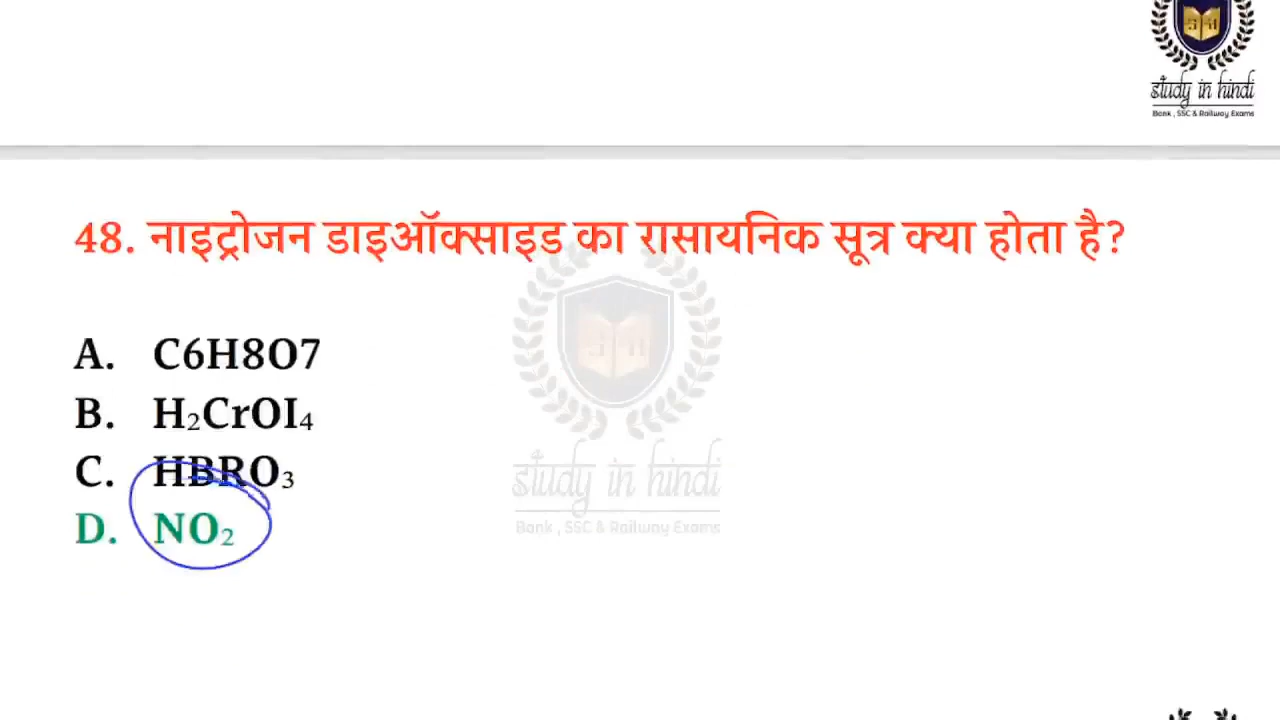 study in hindi
Bank , SSC & Railway Exams
48. नाइट्रोजन डाइऑक्साइड का रासायनिक सूत्र क्या होता है?
A. C6H8O7
B. H₂CrOI₄
C. HBRO₃
D. NO₂
study in hindi
Bank , SSC & Railway Exams